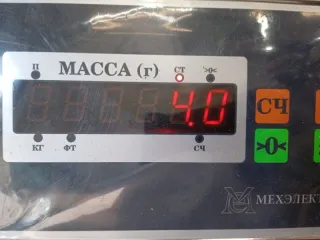 МАССА (г)
П СТ >0<
4.0
КГ ФТ СЧ
СЧ
>0<
МЕХЭЛЕКТ